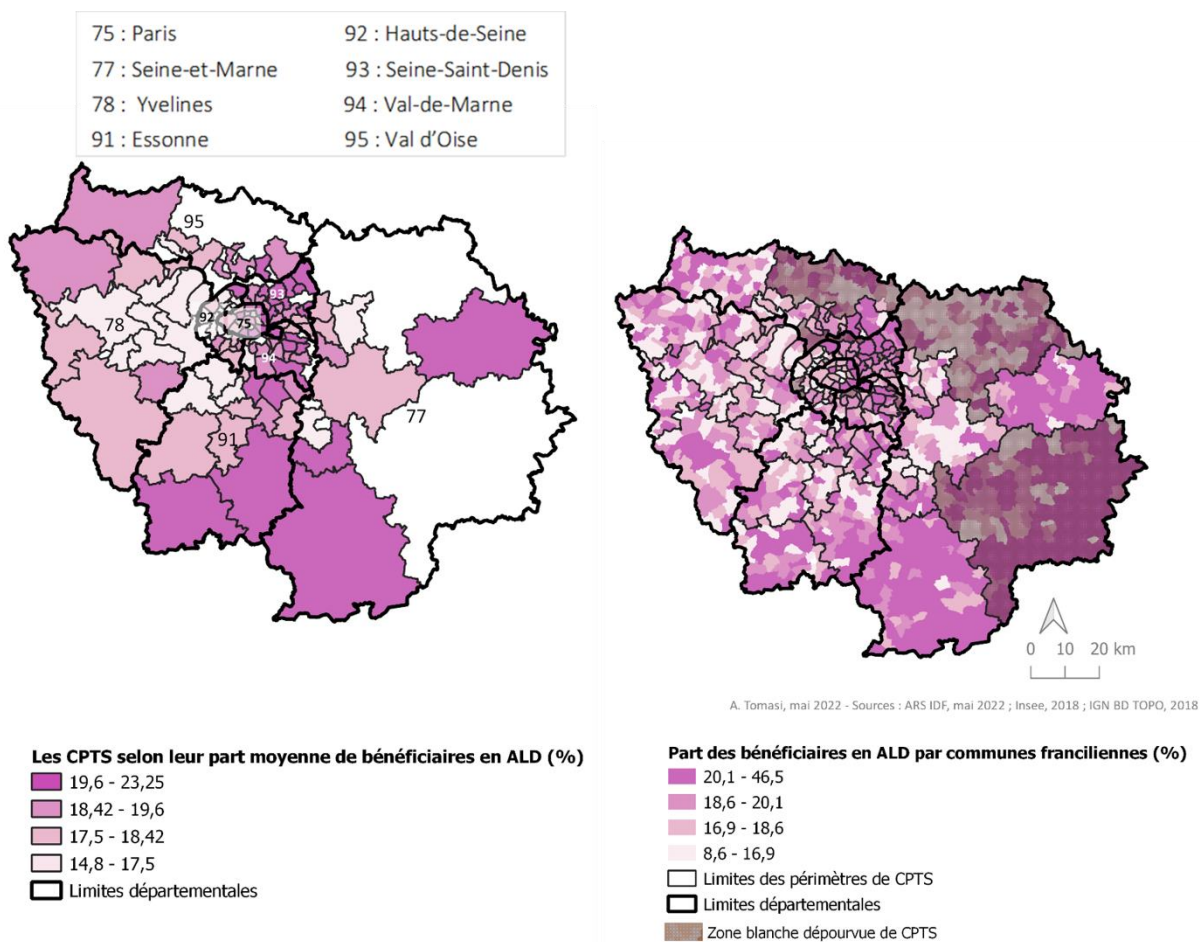 75 : Paris
92 : Hauts-de-Seine
77 : Seine-et-Marne
93 : Seine-Saint-Denis
78 : Yvelines
94 : Val-de-Marne
91 : Essonne
95 : Val d’Oise
95
93
92
75
78
94
77
91
0 10 20 km
A. Tomasi, mai 2022 - Sources : ARS IDF, mai 2022 ; Insee, 2018 ; IGN BD TOPO, 2018
Les CPTS selon leur part moyenne de bénéficiaires en ALD (%)
19,6 - 23,25
18,42 - 19,6
17,5 - 18,42
14,8 - 17,5
Limites départementales
Part des bénéficiaires en ALD par communes franciliennes (%)
20,1 - 46,5
18,6 - 20,1
16,9 - 18,6
8,6 - 16,9
Limites des périmètres de CPTS
Limites départementales
Zone blanche dépourvue de CPTS